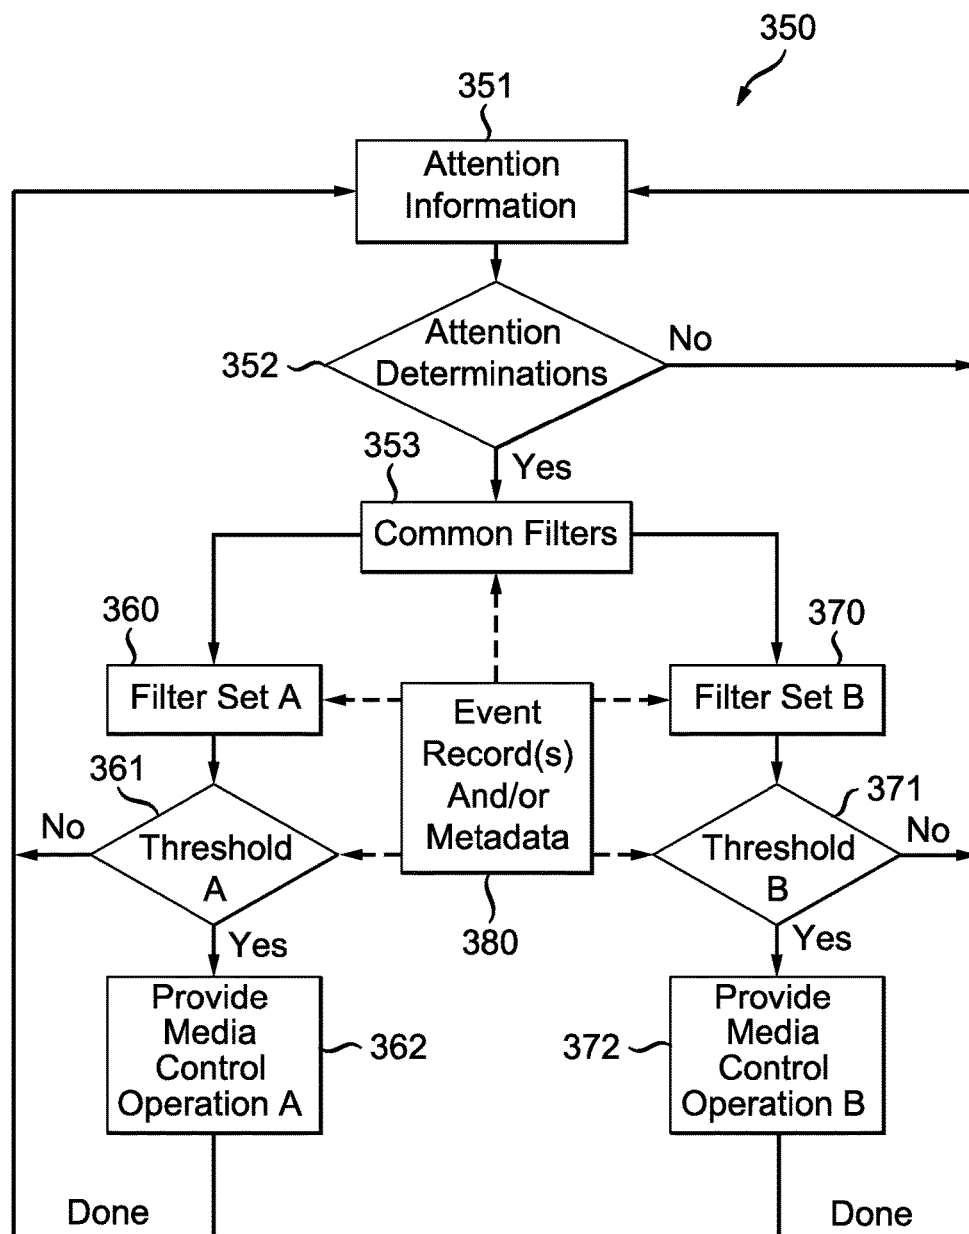 350
351
Attention
Information
Attention
Determinations
352
No
353
Yes
Common Filters
360
370
Filter Set A
Filter Set B
Event
Record(s)
And/or
Metadata
361
371
No
Threshold
A
Threshold
B
No
380
Yes
Yes
Provide
Media
Control
Operation A
362
372
Provide
Media
Control
Operation B
Done
Done